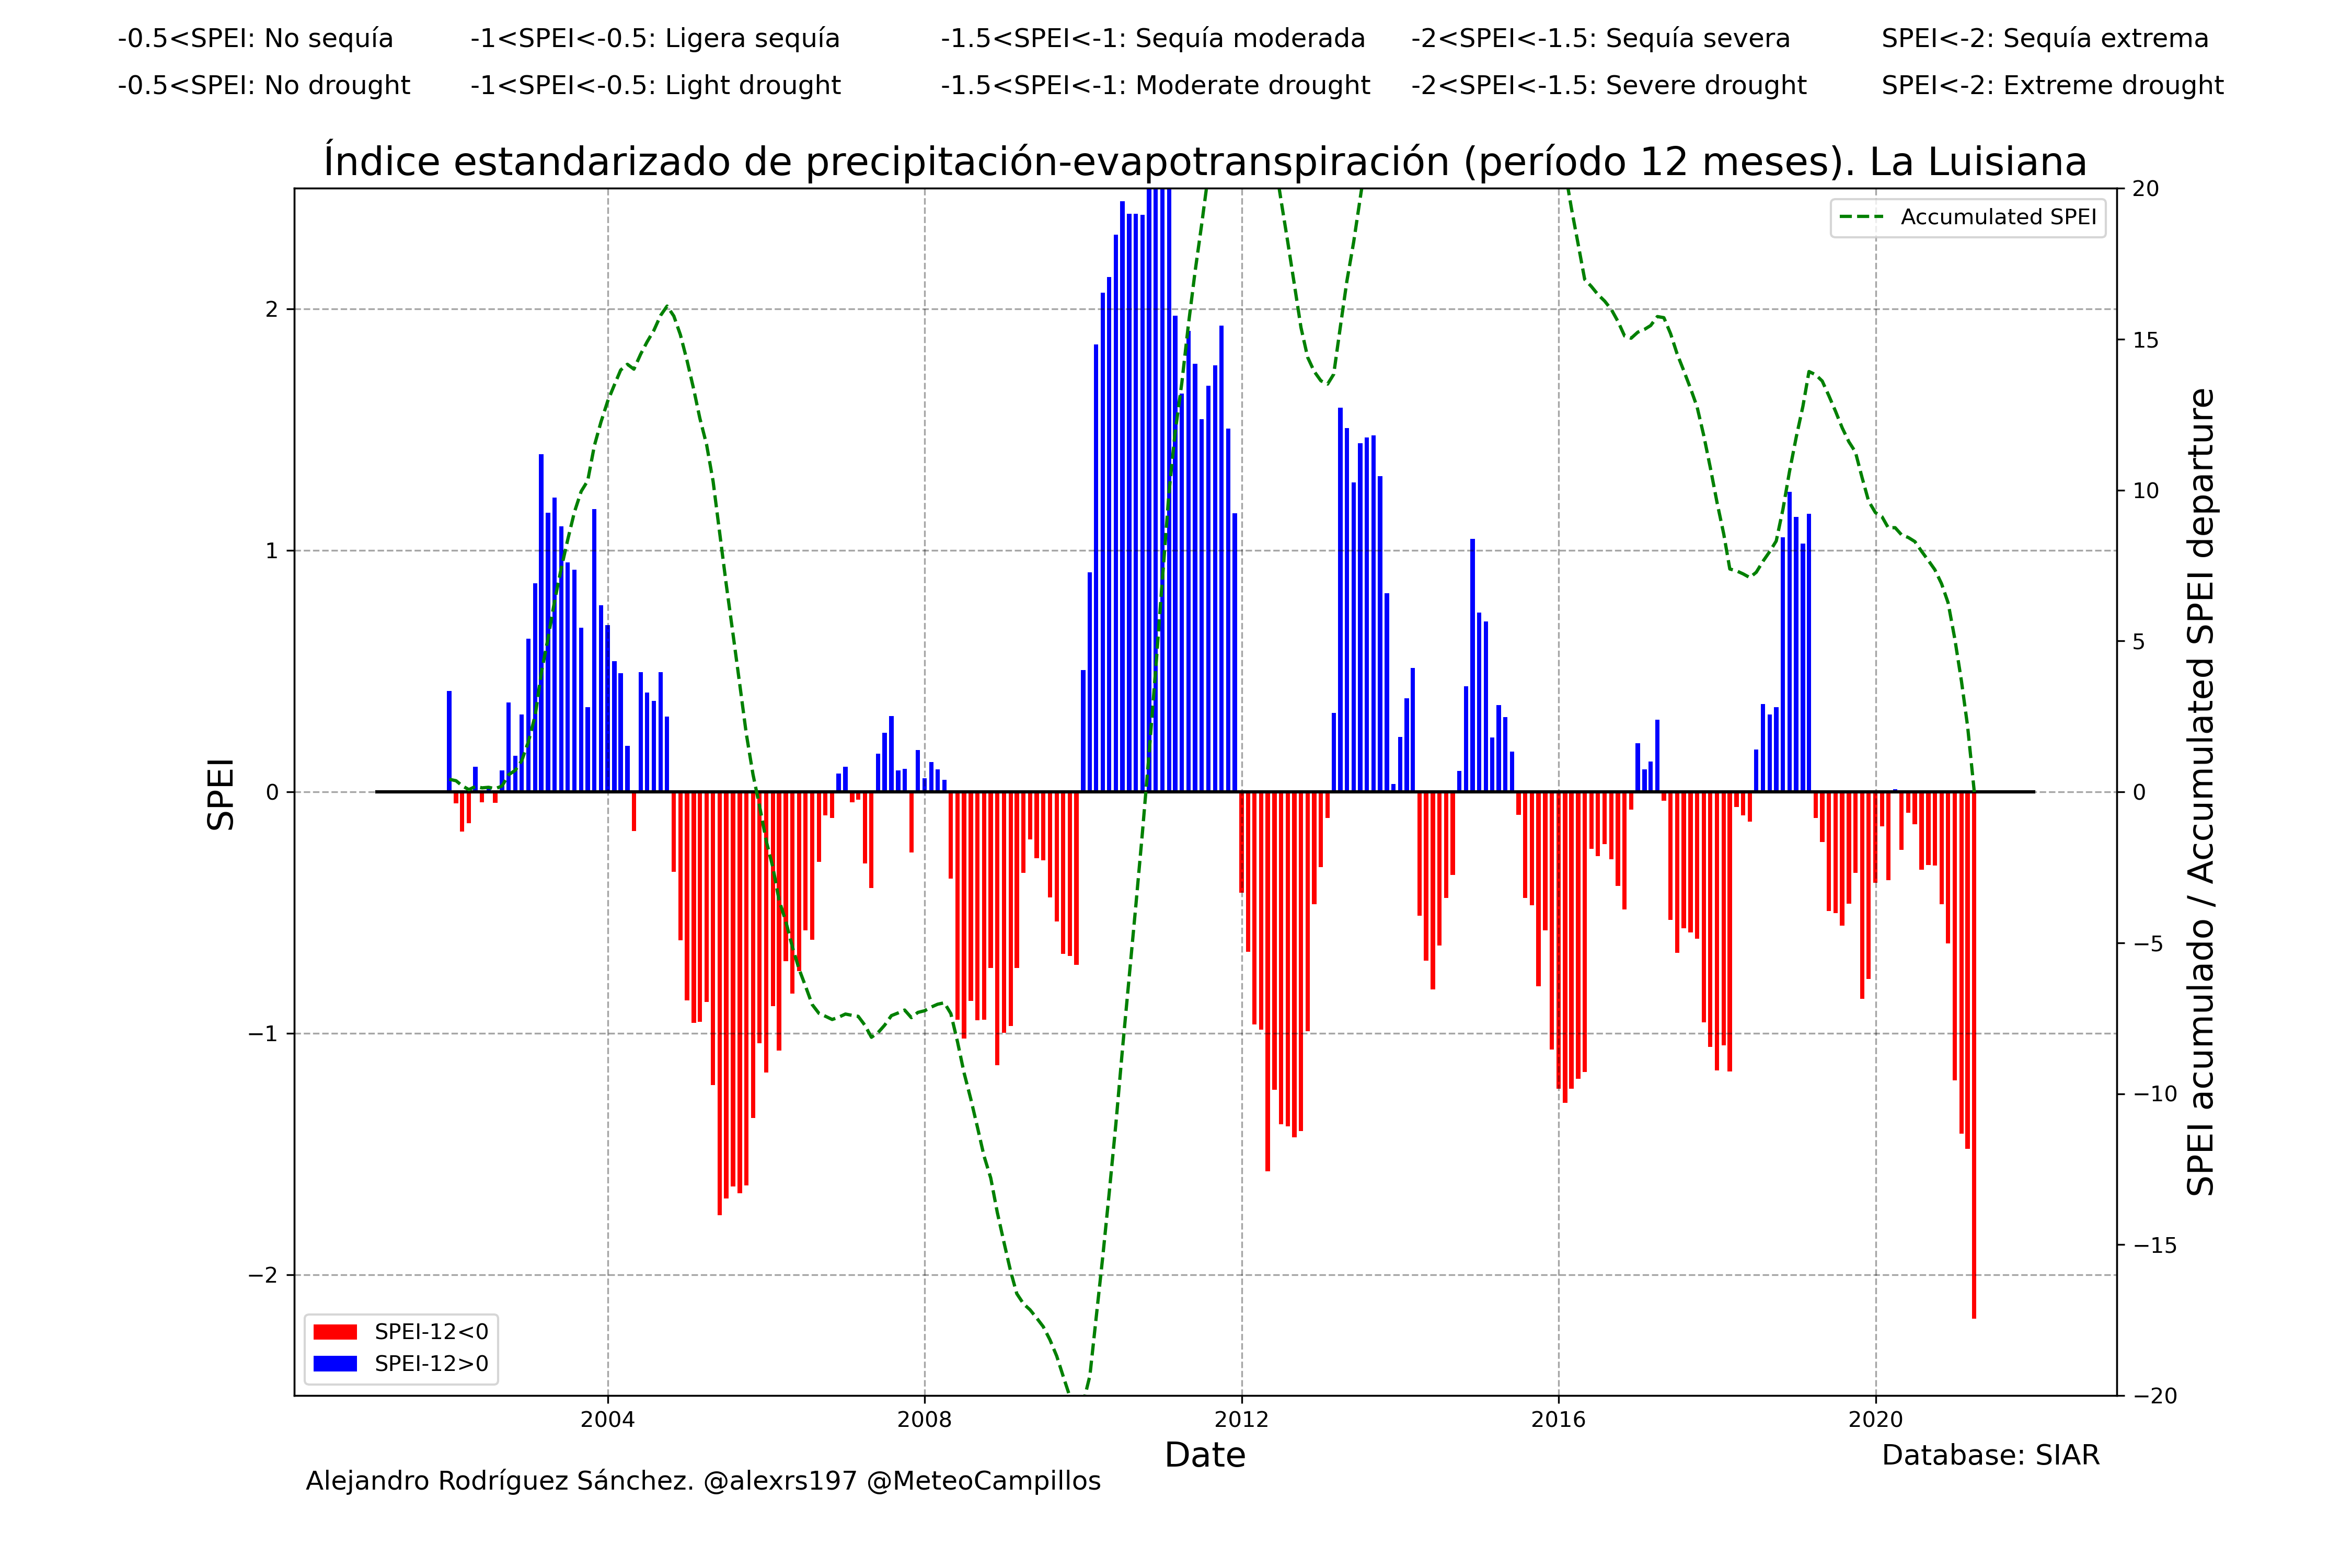 -0.5<SPEI: No sequía -1<SPEI<-0.5: Ligera sequía -1.5<SPEI<-1: Sequía moderada -2<SPEI<-1.5: Sequía severa SPEI<-2: Sequía extrema
-0.5<SPEI: No drought -1<SPEI<-0.5: Light drought -1.5<SPEI<-1: Moderate drought -2<SPEI<-1.5: Severe drought SPEI<-2: Extreme drought
Índice estandarizado de precipitación-evapotranspiración (período 12 meses). La Luisiana
Accumulated SPEI
SPEI
2
1
0
−1
−2
20
15
10
5
0
−5
−10
−15
−20
SPEI acumulado / Accumulated SPEI departure
SPEI-12<0
SPEI-12>0
2004 2008 2012 2016 2020
Date
Database: SIAR
Alejandro Rodríguez Sánchez. @alexrs197 @MeteoCampillos